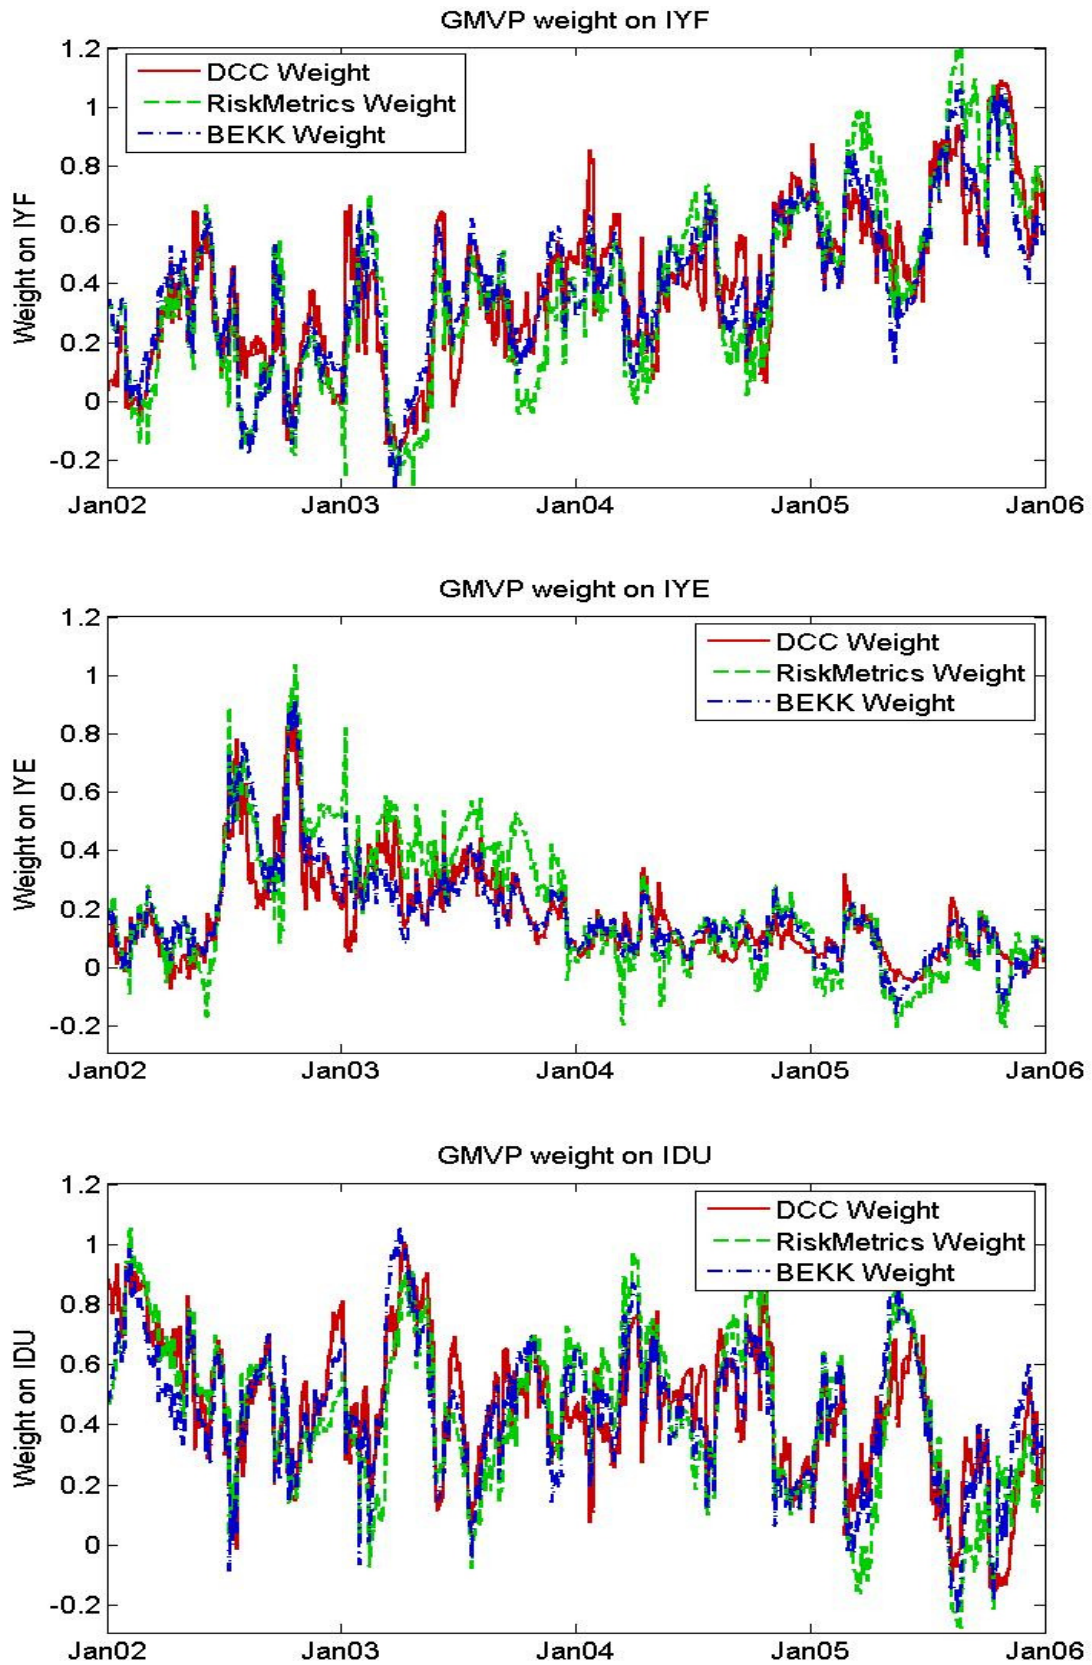 GMVP weight on IYF
1.2
1
0.8
0.6
0.4
0.2
0
-0.2
Weight on IYF
DCC Weight
RiskMetrics Weight
BEKK Weight
Jan02 Jan03 Jan04 Jan05 Jan06
GMVP weight on IYE
1.2
1
0.8
0.6
0.4
0.2
0
-0.2
Weight on IYE
DCC Weight
RiskMetrics Weight
BEKK Weight
Jan02 Jan03 Jan04 Jan05 Jan06
GMVP weight on IDU
1.2
1
0.8
0.6
0.4
0.2
0
-0.2
Weight on IDU
DCC Weight
RiskMetrics Weight
BEKK Weight
Jan02 Jan03 Jan04 Jan05 Jan06